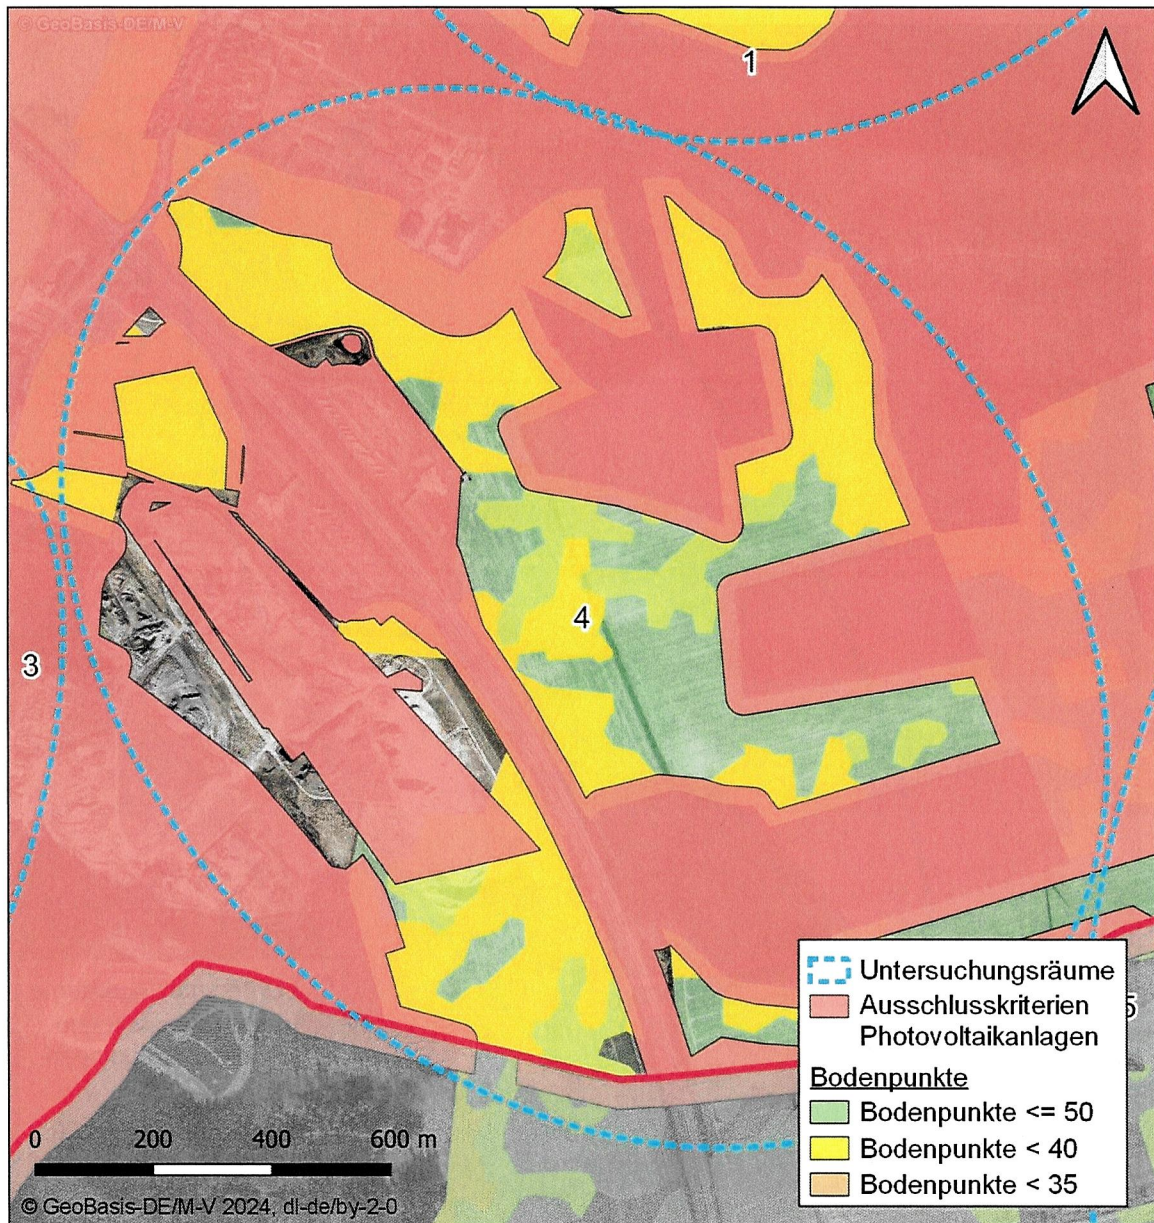 © GeoBasis-DE/M-V
1
4
3
5
Untersuchungsräume
Ausschlusskriterien
Photovoltaikanlagen
Bodenpunkte
Bodenpunkte <= 50
Bodenpunkte < 40
Bodenpunkte < 35
0 200 400 600 m
© GeoBasis-DE/M-V 2024, dl-de/by-2-0